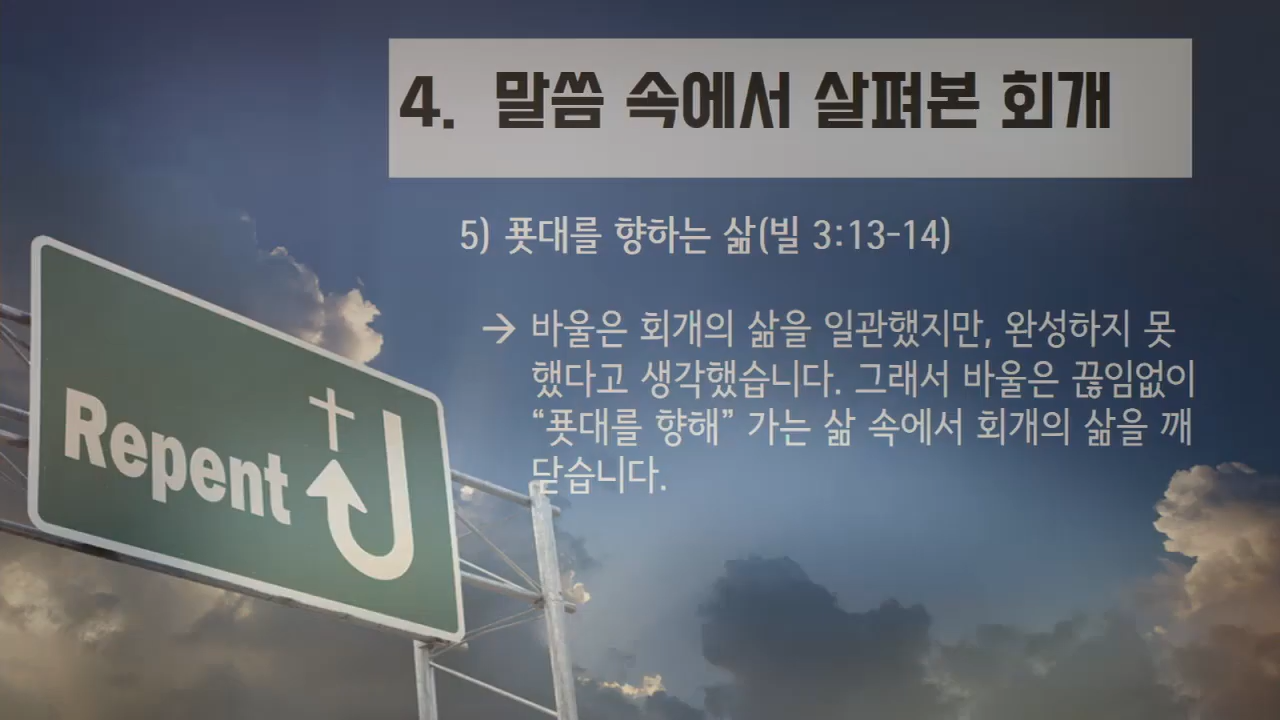 4. 말씀 속에서 살펴본 회개
5) 푯대를 향하는 삶(빌 3:13-14)
→ 바울은 회개의 삶을 일관했지만, 완성하지 못
했다고 생각했습니다. 그래서 바울은 끊임없이
“푯대를 향해” 가는 삶 속에서 회개의 삶을 깨
닫습니다.
Repent